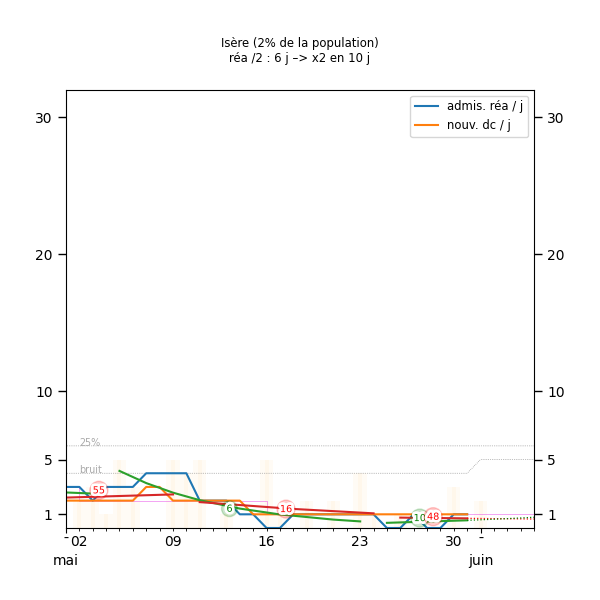 Isère (2% de la population)
réa /2 : 6 j –> x2 en 10 j
admis. réa / j
nouv. dc / j
30 30
20 20
10 10
25%
5 5
bruit
55
6
16
10
48
1 1
02 09 16 23 30
mai juin